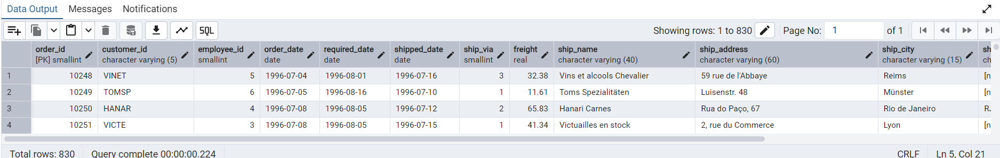 Data Output Messages Notifications
SQL Showing rows: 1 to 830 Page No: 1 of 1
order_id customer_id employee_id order_date required_date shipped_date ship_via freight ship_name ship_address ship_city sh
[PK] smallint character varying (5) smallint date date date smallint real character varying (40) character varying (60) character varying (15) ch
1 10248 VINET 5 1996-07-04 1996-08-01 1996-07-16 3 32.38 Vins et alcools Chevalier 59 rue de l'Abbaye Reims [n
2 10249 TOMSP 6 1996-07-05 1996-08-16 1996-07-10 1 11.61 Toms Spezialitäten Luisenstr. 48 Münster [n
3 10250 HANAR 4 1996-07-08 1996-08-05 1996-07-12 2 65.83 Hanari Carnes Rua do Paço, 67 Rio de Janeiro RJ
4 10251 VICTE 3 1996-07-08 1996-08-05 1996-07-15 1 41.34 Victuailles en stock 2, rue du Commerce Lyon [n
Total rows: 830 Query complete 00:00:00.224 CRLF Ln 5, Col 21